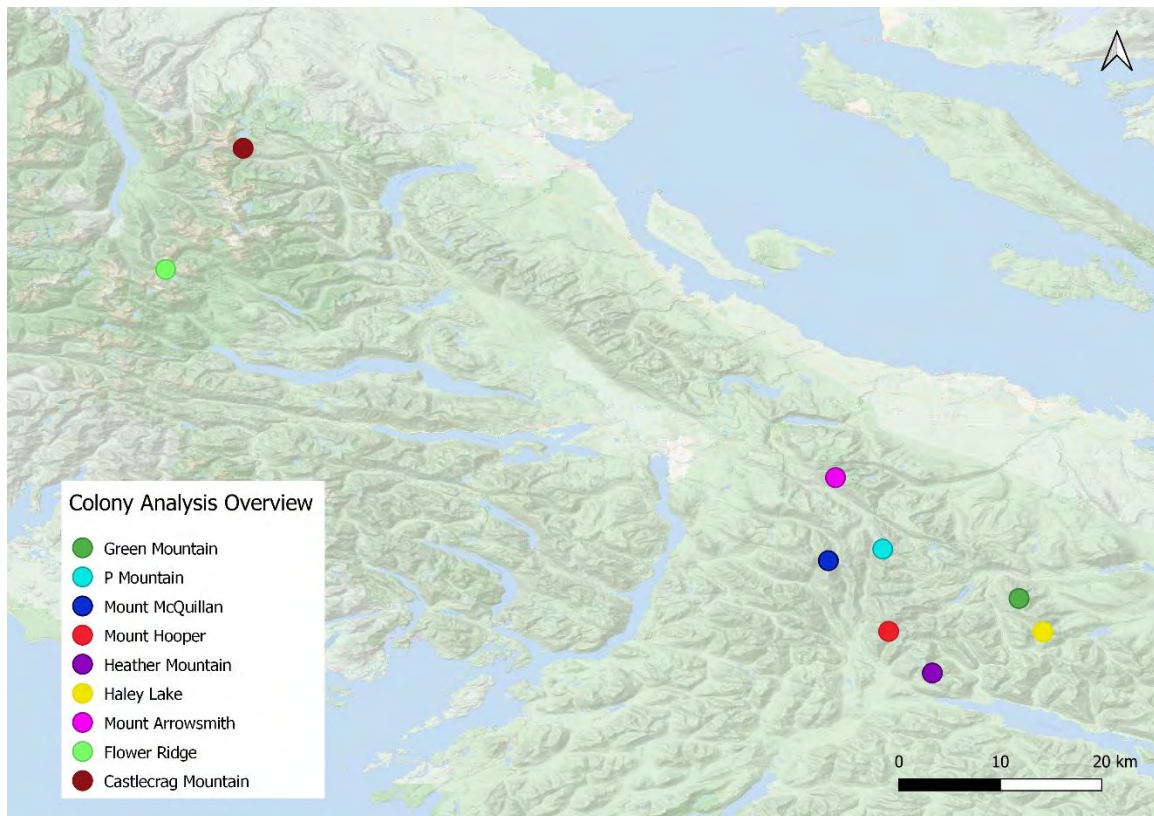 Colony Analysis Overview
Green Mountain
P Mountain
Mount McQuillan
Mount Hooper
Heather Mountain
Haley Lake
Mount Arrowsmith
Flower Ridge
Castlecrag Mountain
0 10 20 km